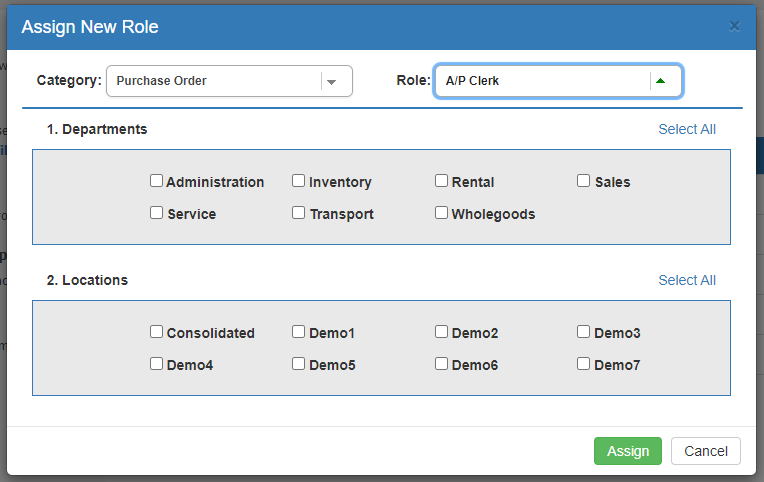 Assign New Role ×
Category: Purchase Order Role: A/P Clerk
1. Departments Select All
Administration Inventory Rental Sales
Service Transport Wholegoods
2. Locations Select All
Consolidated Demo1 Demo2 Demo3
Demo4 Demo5 Demo6 Demo7
Assign Cancel